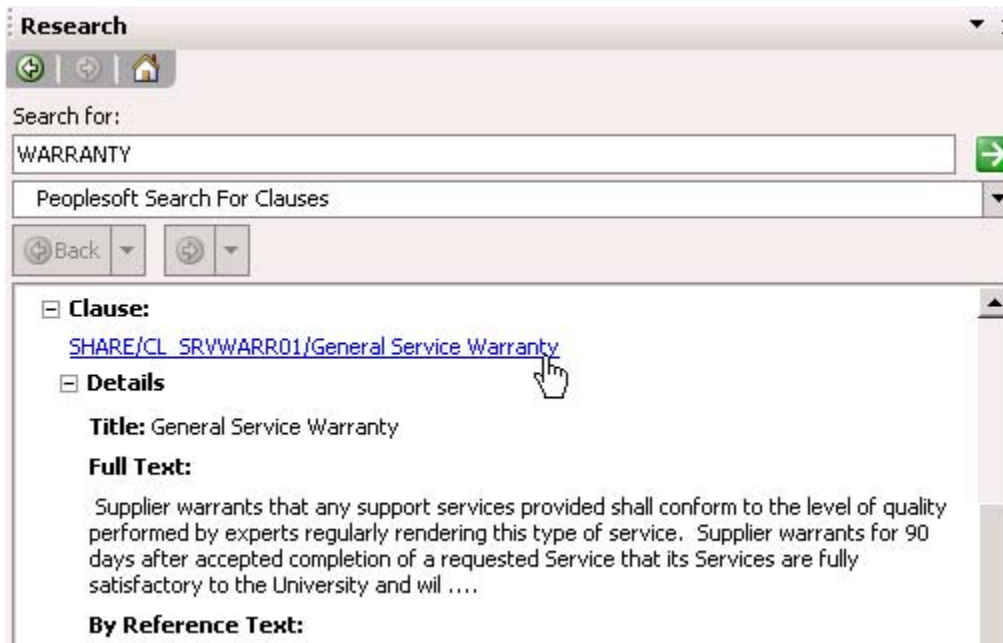 Research
Search for:
WARRANTY
Peoplesoft Search For Clauses
Back
Clause:
SHARE/CL_SRVWARR01/General Service Warranty
Details
Title: General Service Warranty
Full Text:
Supplier warrants that any support services provided shall conform to the level of quality
performed by experts regularly rendering this type of service.  Supplier warrants for 90
days after accepted completion of a requested Service that its Services are fully
satisfactory to the University and wil ....
By Reference Text: